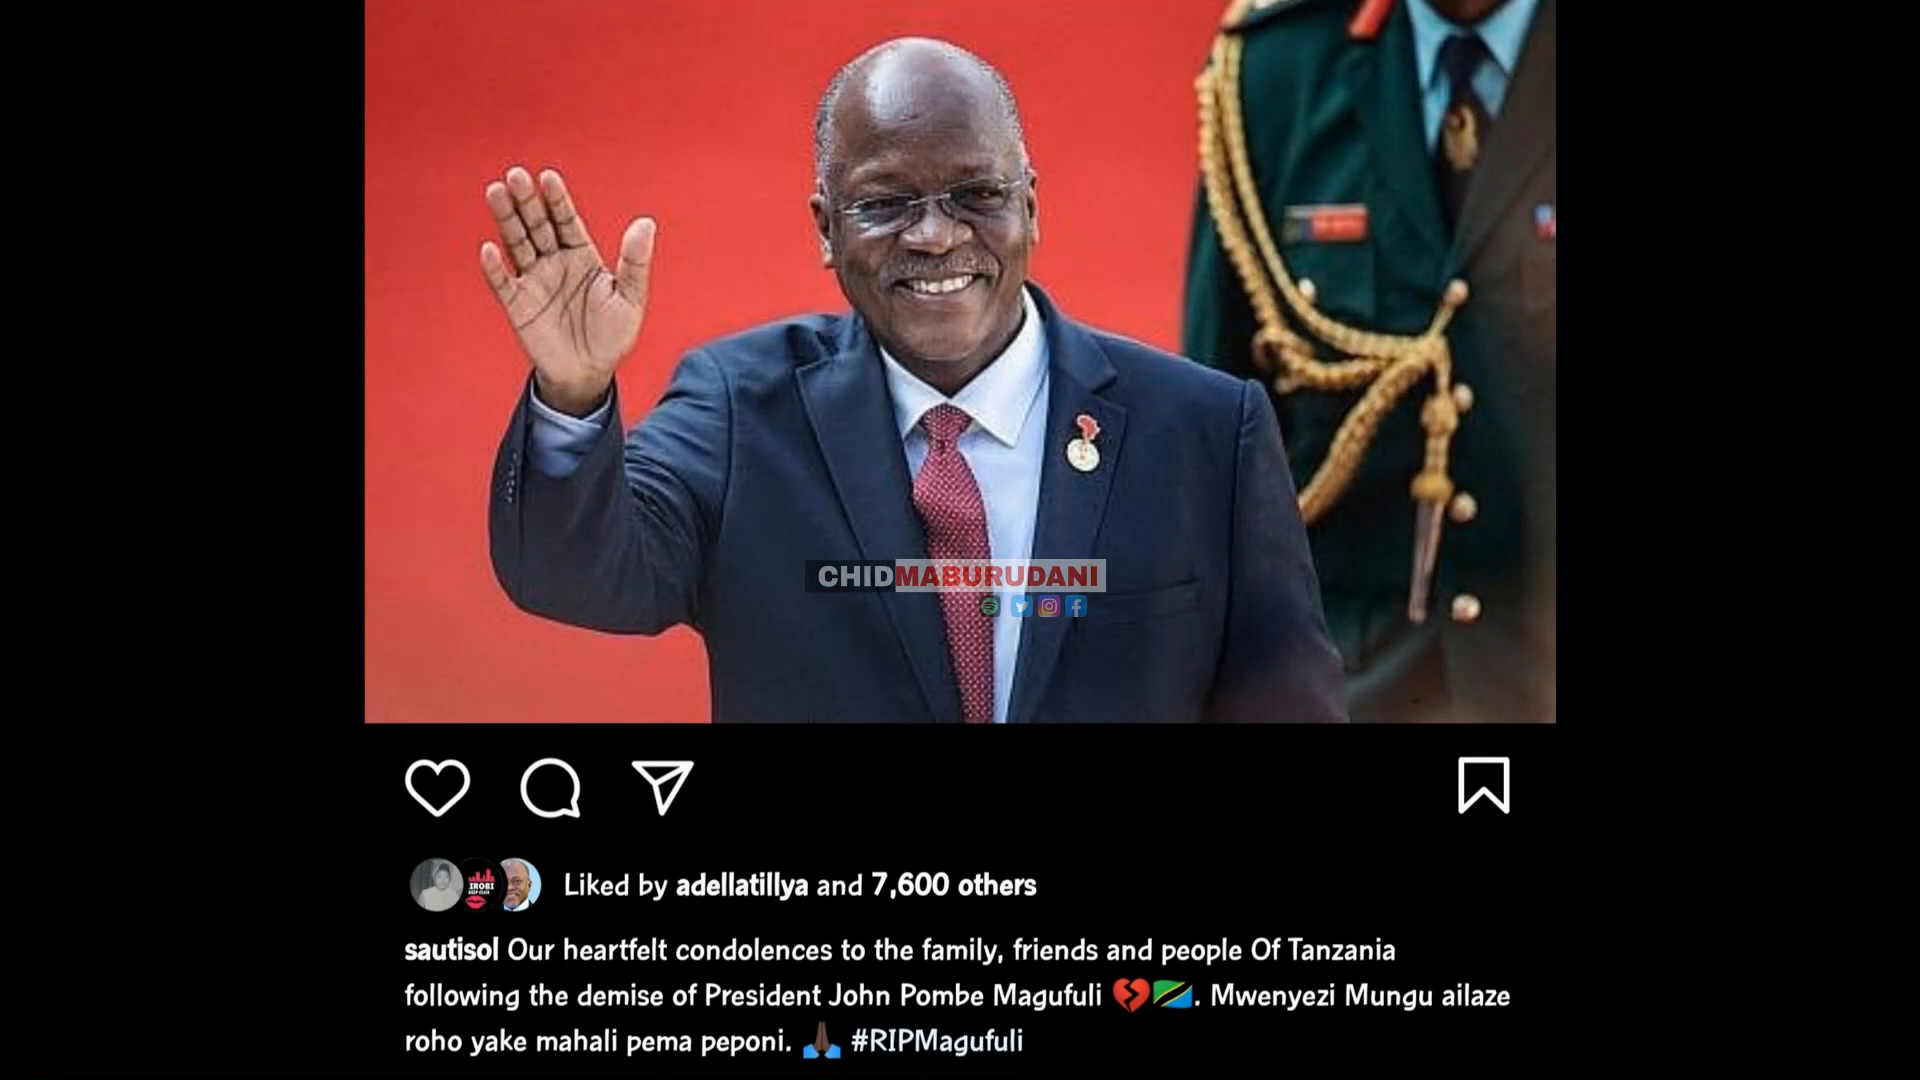 CHIDMABURUDANI
IROBI
Liked by adellatillya and 7,600 others
sautisol Our heartfelt condolences to the family, friends and people Of Tanzania
following the demise of President John Pombe Magufuli 💔🇹🇿. Mwenyezi Mungu ailaze
roho yake mahali pema peponi. 🙏🏿 #RIPMagufuli